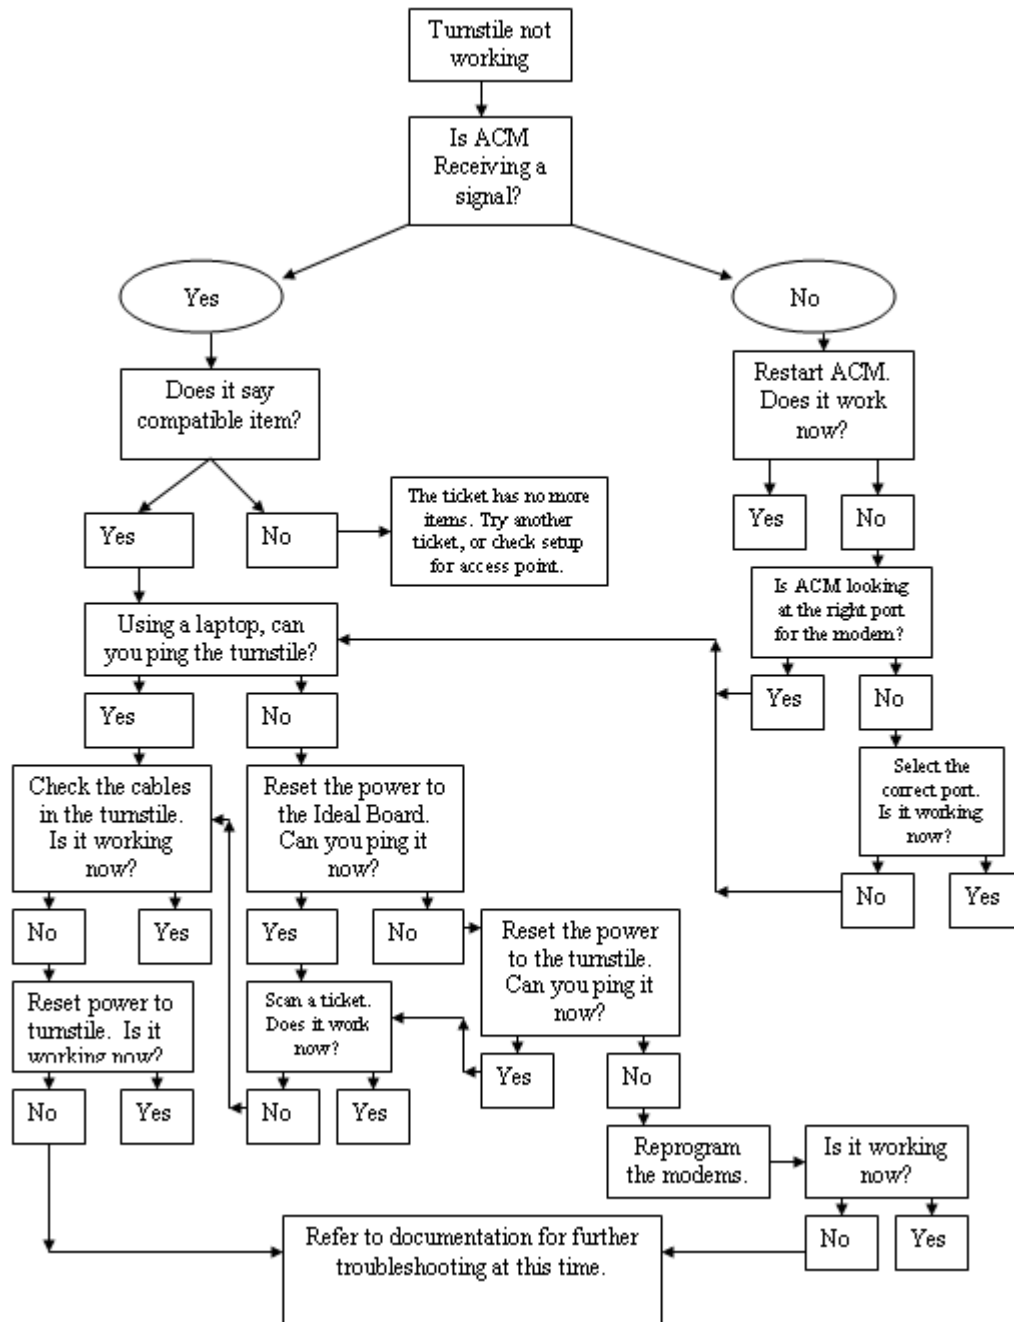 Turnstile not
working
Is ACM
Receiving a
signal?
Yes
No
Does it say
compatible item?
Restart ACM.
Does it work
now?
Yes
No
The ticket has no more
items. Try another
ticket, or check setup
for access point.
Yes
No
Is ACM looking
at the right port
for the modem?
Using a laptop, can
you ping the turnstile?
Yes
No
Yes
No
Check the cables
in the turnstile.
Is it working
now?
Reset the power to
the Ideal Board.
Can you ping it
now?
Select the
correct port.
Is it working
now?
No
Yes
No
Yes
Yes
No
Reset the power
to the turnstile.
Can you ping it
now?
Reset power to
turnstile. Is it
working now?
Scan a ticket.
Does it work
now?
Yes
No
No
Yes
No
Yes
Reprogram
the modems.
Is it working
now?
No
Yes
Refer to documentation for further
troubleshooting at this time.